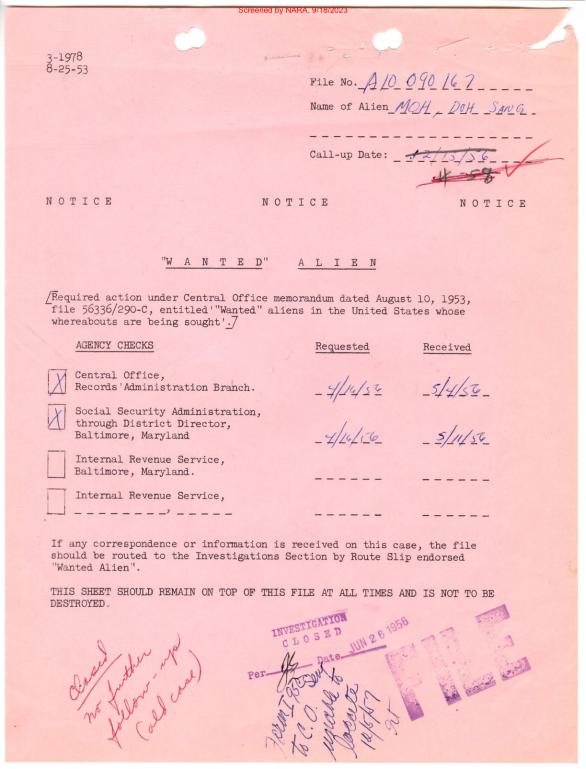 Screened by NARA, 9/18/2023
3-1978
8-25-53
File No. A10 090 167
Name of Alien MOH, DOH SANG
Call-up Date: 12/15/56
4-58
NOTICE NOTICE NOTICE
"WANTED" ALIEN
/Required action under Central Office memorandum dated August 10, 1953,
file 56336/290-C, entitled'"Wanted" aliens in the United States whose
whereabouts are being sought'./
AGENCY CHECKS Requested Received
X Central Office,
Records Administration Branch. 4/16/56 5/4/56
X Social Security Administration,
through District Director,
Baltimore, Maryland 4/16/56 5/11/56
Internal Revenue Service,
Baltimore, Maryland.
Internal Revenue Service,
If any correspondence or information is received on this case, the file
should be routed to the Investigations Section by Route Slip endorsed
"Wanted Alien".
THIS SHEET SHOULD REMAIN ON TOP OF THIS FILE AT ALL TIMES AND IS NOT TO BE
DESTROYED.
INVESTIGATION
CLOSED
Per Date JUN 26 1956
FILE
closed
no further
follow-up
(old case)
Form I
to C.O.
unable to
locate
10/5/57